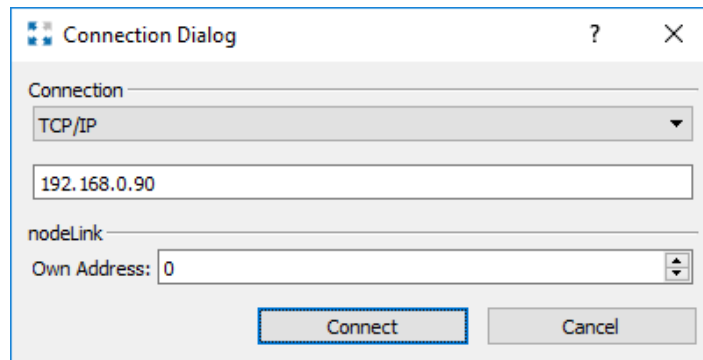 Connection Dialog ?
Connection
TCP/IP
192.168.0.90
nodeLink
Own Address: 0
Connect Cancel